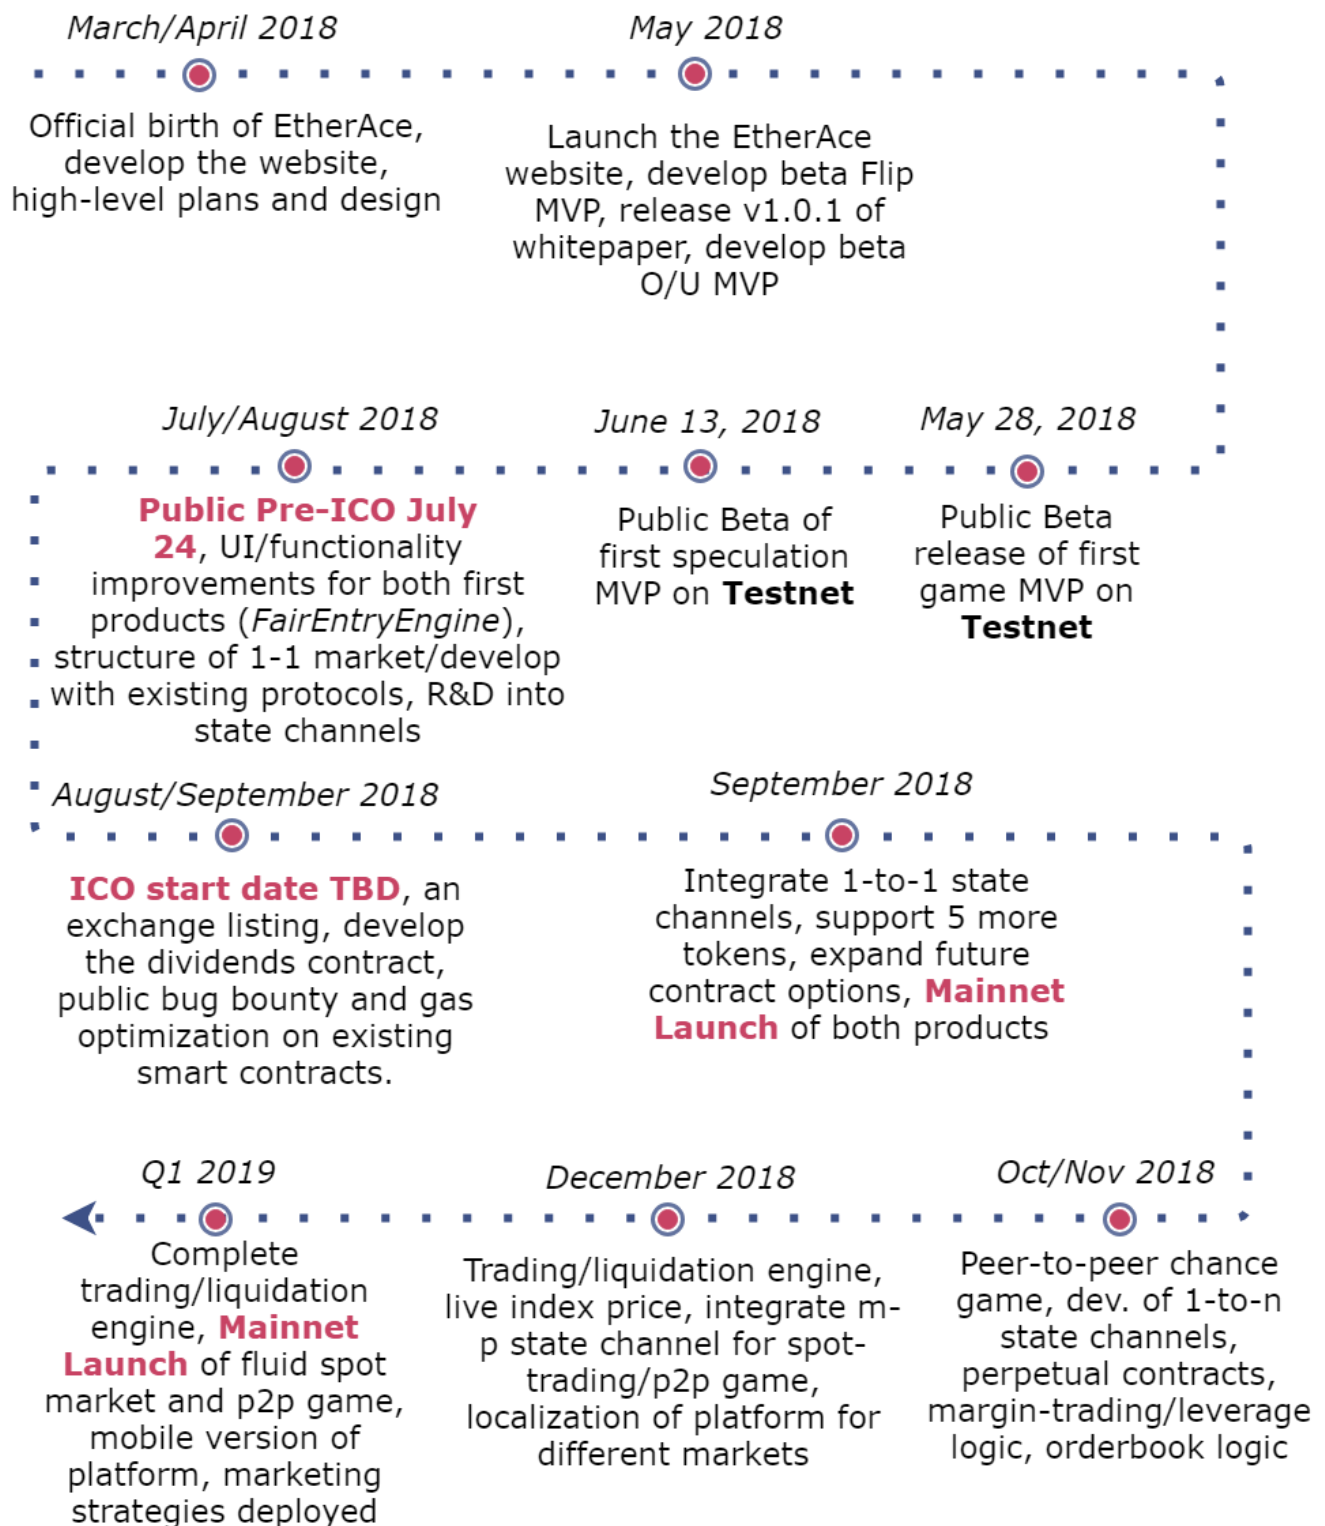 March/April 2018
Official birth of EtherAce,
develop the website,
high-level plans and design
May 2018
Launch the EtherAce
website, develop beta Flip
MVP, release v1.0.1 of
whitepaper, develop beta
O/U MVP
May 28, 2018
Public Beta
release of first
game MVP on
Testnet
June 13, 2018
Public Beta of
first speculation
MVP on Testnet
July/August 2018
Public Pre-ICO July
24, UI/functionality
improvements for both first
products (FairEntryEngine),
structure of 1-1 market/develop
with existing protocols, R&D into
state channels
August/September 2018
ICO start date TBD, an
exchange listing, develop
the dividends contract,
public bug bounty and gas
optimization on existing
smart contracts.
September 2018
Integrate 1-to-1 state
channels, support 5 more
tokens, expand future
contract options, Mainnet
Launch of both products
Oct/Nov 2018
Peer-to-peer chance
game, dev. of 1-to-n
state channels,
perpetual contracts,
margin-trading/leverage
logic, orderbook logic
December 2018
Trading/liquidation engine,
live index price, integrate m-
p state channel for spot-
trading/p2p game,
localization of platform for
different markets
Q1 2019
Complete
trading/liquidation
engine, Mainnet
Launch of fluid spot
market and p2p game,
mobile version of
platform, marketing
strategies deployed